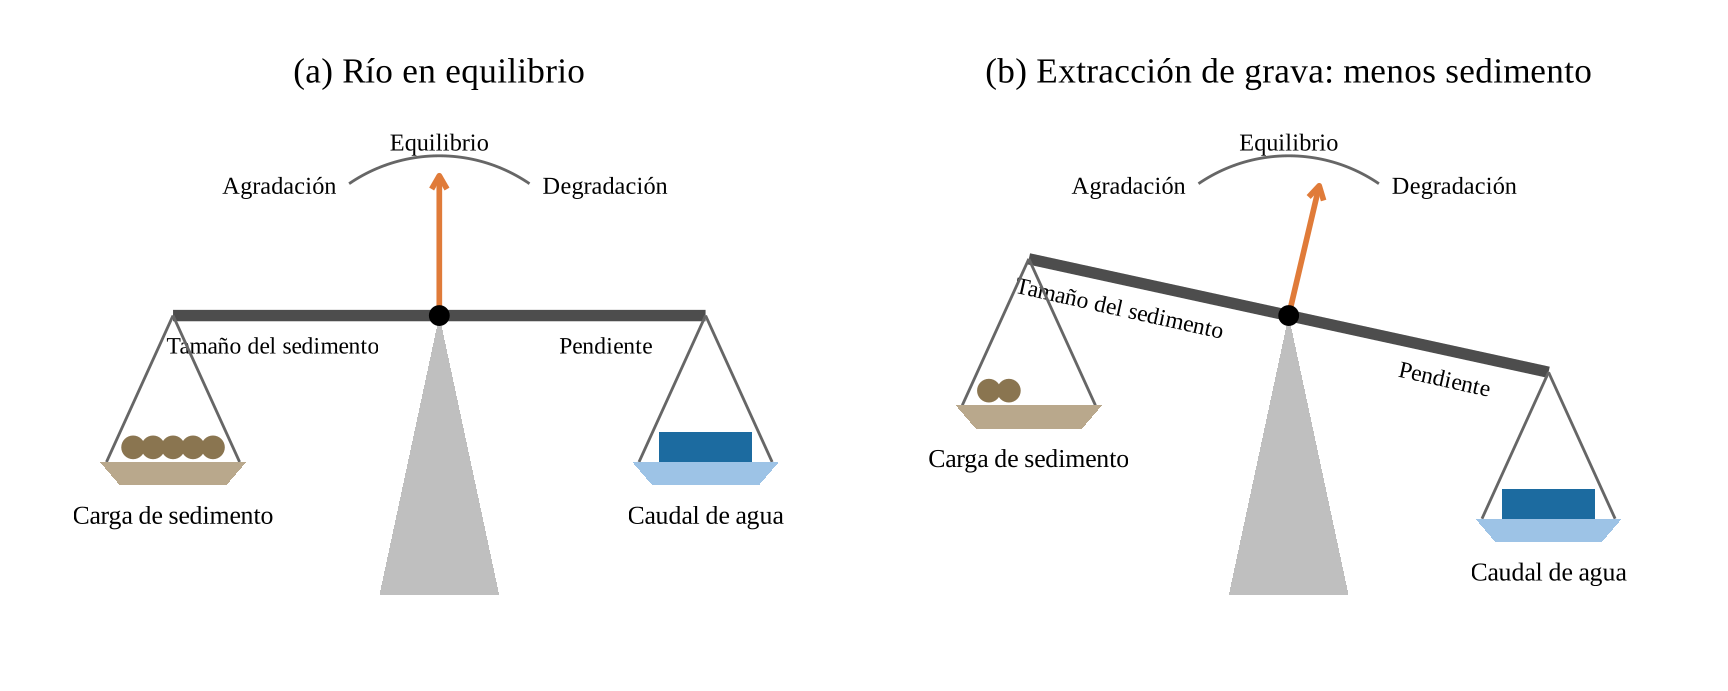 (a) Río en equilibrio
Equilibrio
Agradación
Degradación
Tamaño del sedimento
Pendiente
Carga de sedimento
Caudal de agua
(b) Extracción de grava: menos sedimento
Equilibrio
Agradación
Degradación
Tamaño del sedimento
Pendiente
Carga de sedimento
Caudal de agua